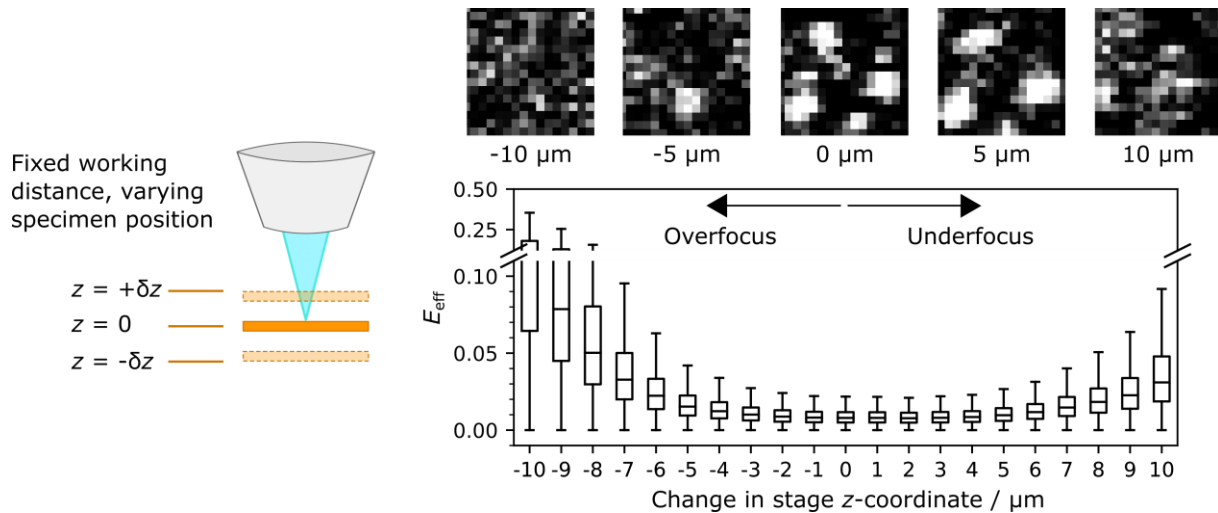 Fixed working
distance, varying
specimen position
z = +δz
z = 0
z = -δz
-10 µm
-5 µm
0 µm
5 µm
10 µm
0.50
0.25
0.10
0.05
0.00
E_eff
Overfocus
Underfocus
-10 -9 -8 -7 -6 -5 -4 -3 -2 -1 0 1 2 3 4 5 6 7 8 9 10
Change in stage z-coordinate / µm